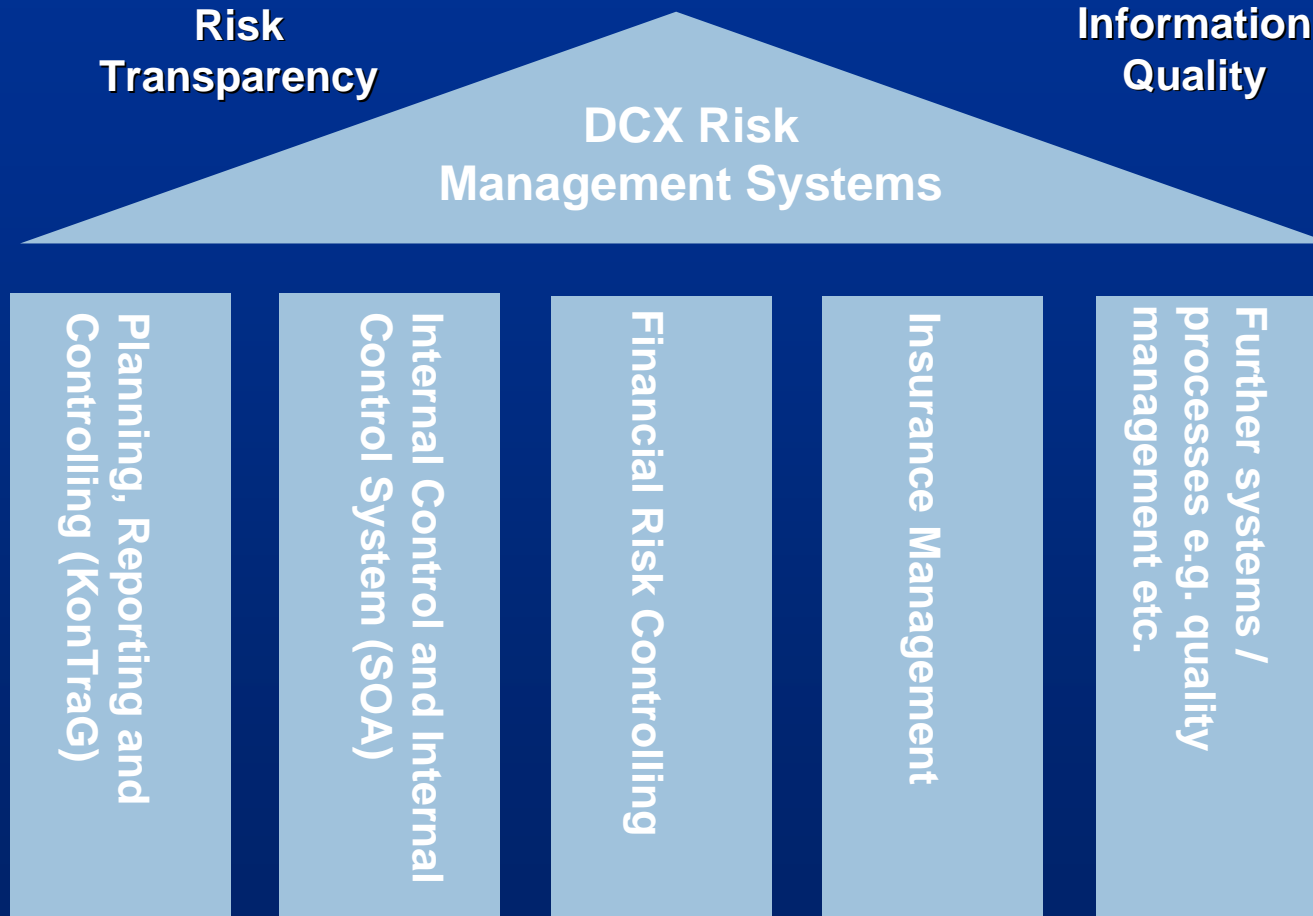 Risk
Transparency
Information
Quality
DCX Risk
Management Systems
Planning, Reporting and
Controlling (KonTraG)
Internal Control and Internal
Control System (SOA)
Financial Risk Controlling
Insurance Management
Further systems /
processes e.g. quality
management etc.